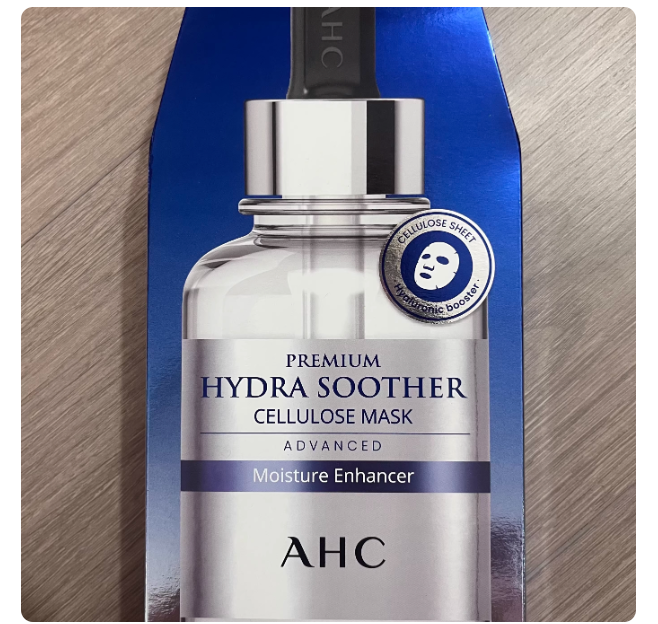 AHC
CELLULOSE SHEET
Hyaluronic booster
PREMIUM
HYDRA SOOTHER
CELLULOSE MASK
ADVANCED
Moisture Enhancer
AHC